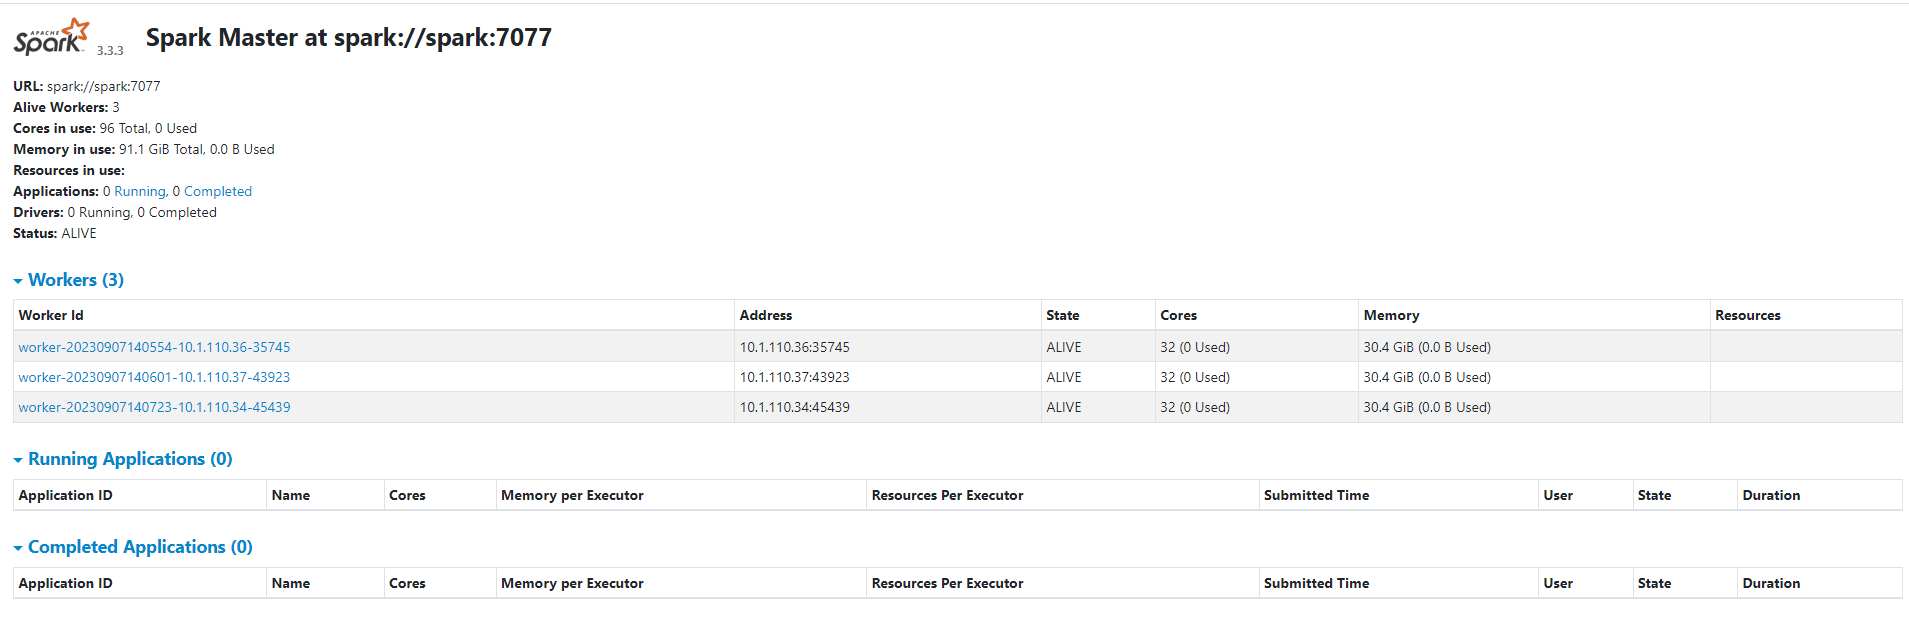 APACHE
Spark 3.3.3 Spark Master at spark://spark:7077
URL: spark://spark:7077
Alive Workers: 3
Cores in use: 96 Total, 0 Used
Memory in use: 91.1 GiB Total, 0.0 B Used
Resources in use:
Applications: 0 Running, 0 Completed
Drivers: 0 Running, 0 Completed
Status: ALIVE
Workers (3)
Worker Id Address State Cores Memory Resources
worker-20230907140554-10.1.110.36-35745 10.1.110.36:35745 ALIVE 32 (0 Used) 30.4 GiB (0.0 B Used)
worker-20230907140601-10.1.110.37-43923 10.1.110.37:43923 ALIVE 32 (0 Used) 30.4 GiB (0.0 B Used)
worker-20230907140723-10.1.110.34-45439 10.1.110.34:45439 ALIVE 32 (0 Used) 30.4 GiB (0.0 B Used)
Running Applications (0)
Application ID Name Cores Memory per Executor Resources Per Executor Submitted Time User State Duration
Completed Applications (0)
Application ID Name Cores Memory per Executor Resources Per Executor Submitted Time User State Duration